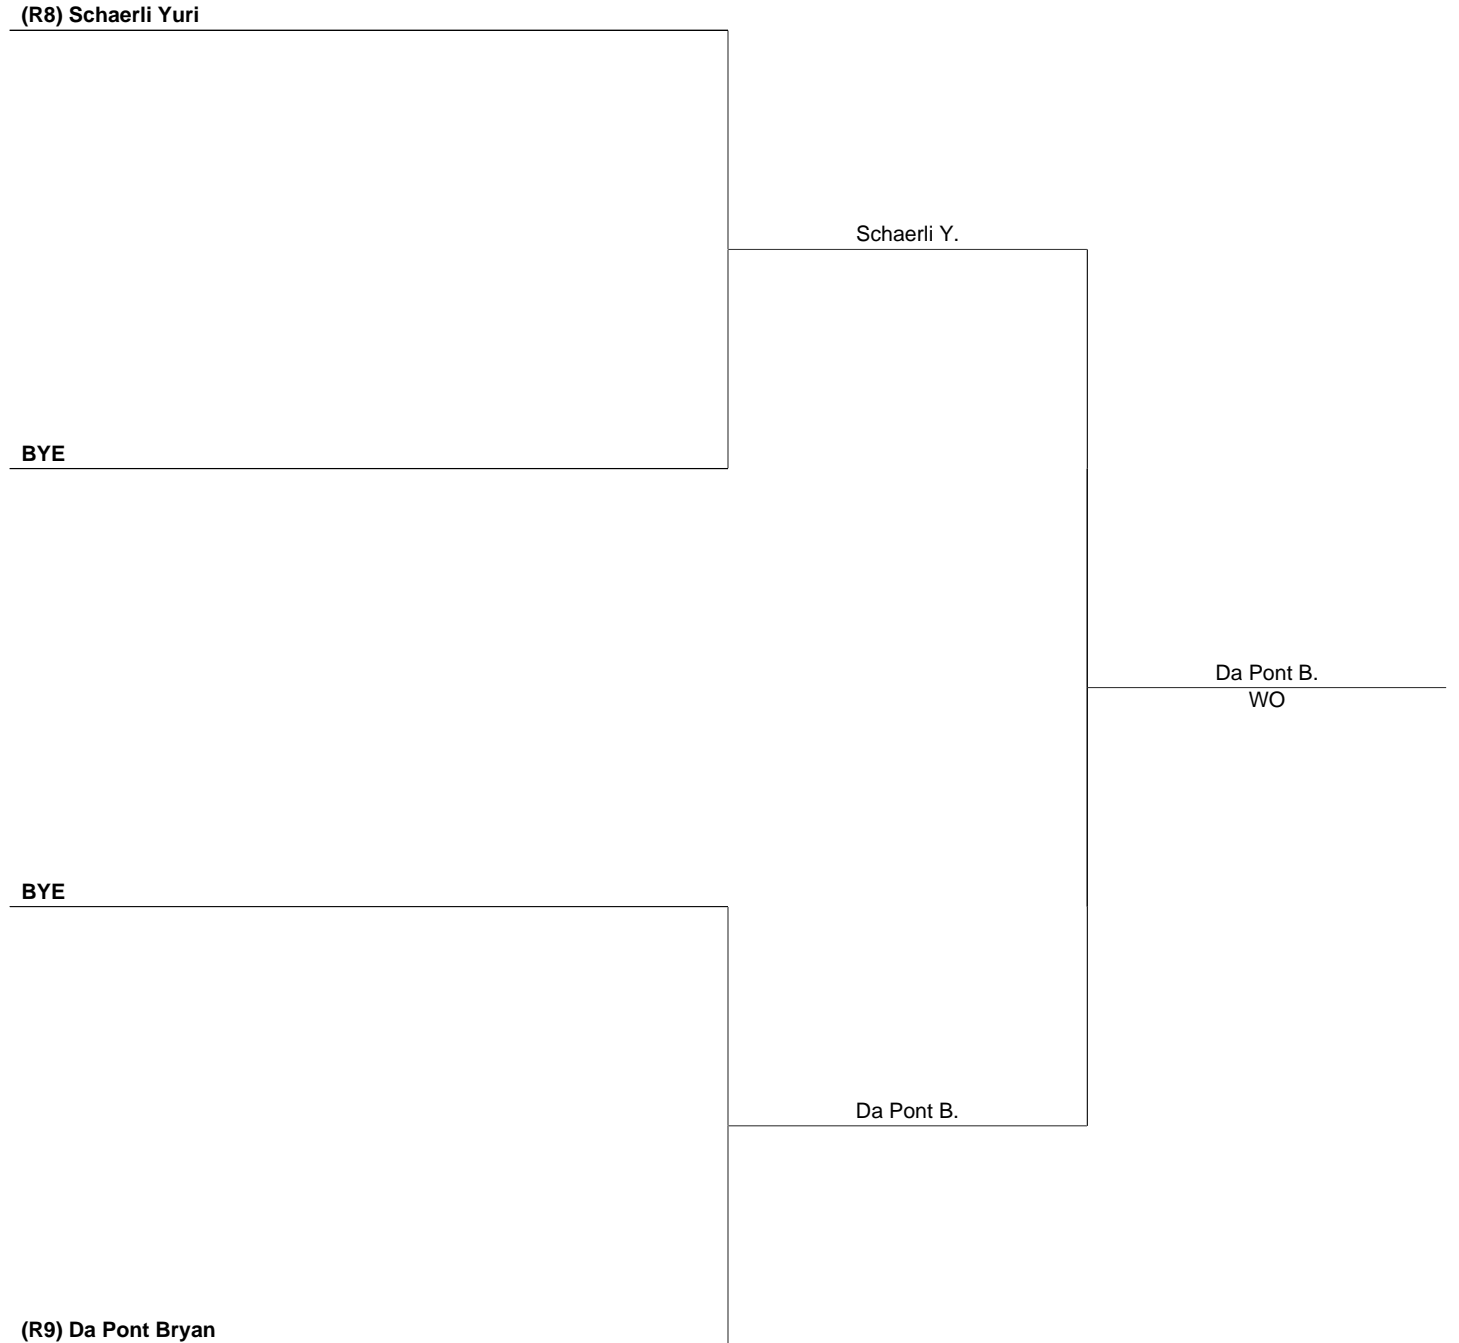 (R8) Schaerli Yuri
Schaerli Y.
BYE
Da Pont B.
WO
BYE
Da Pont B.
(R9) Da Pont Bryan